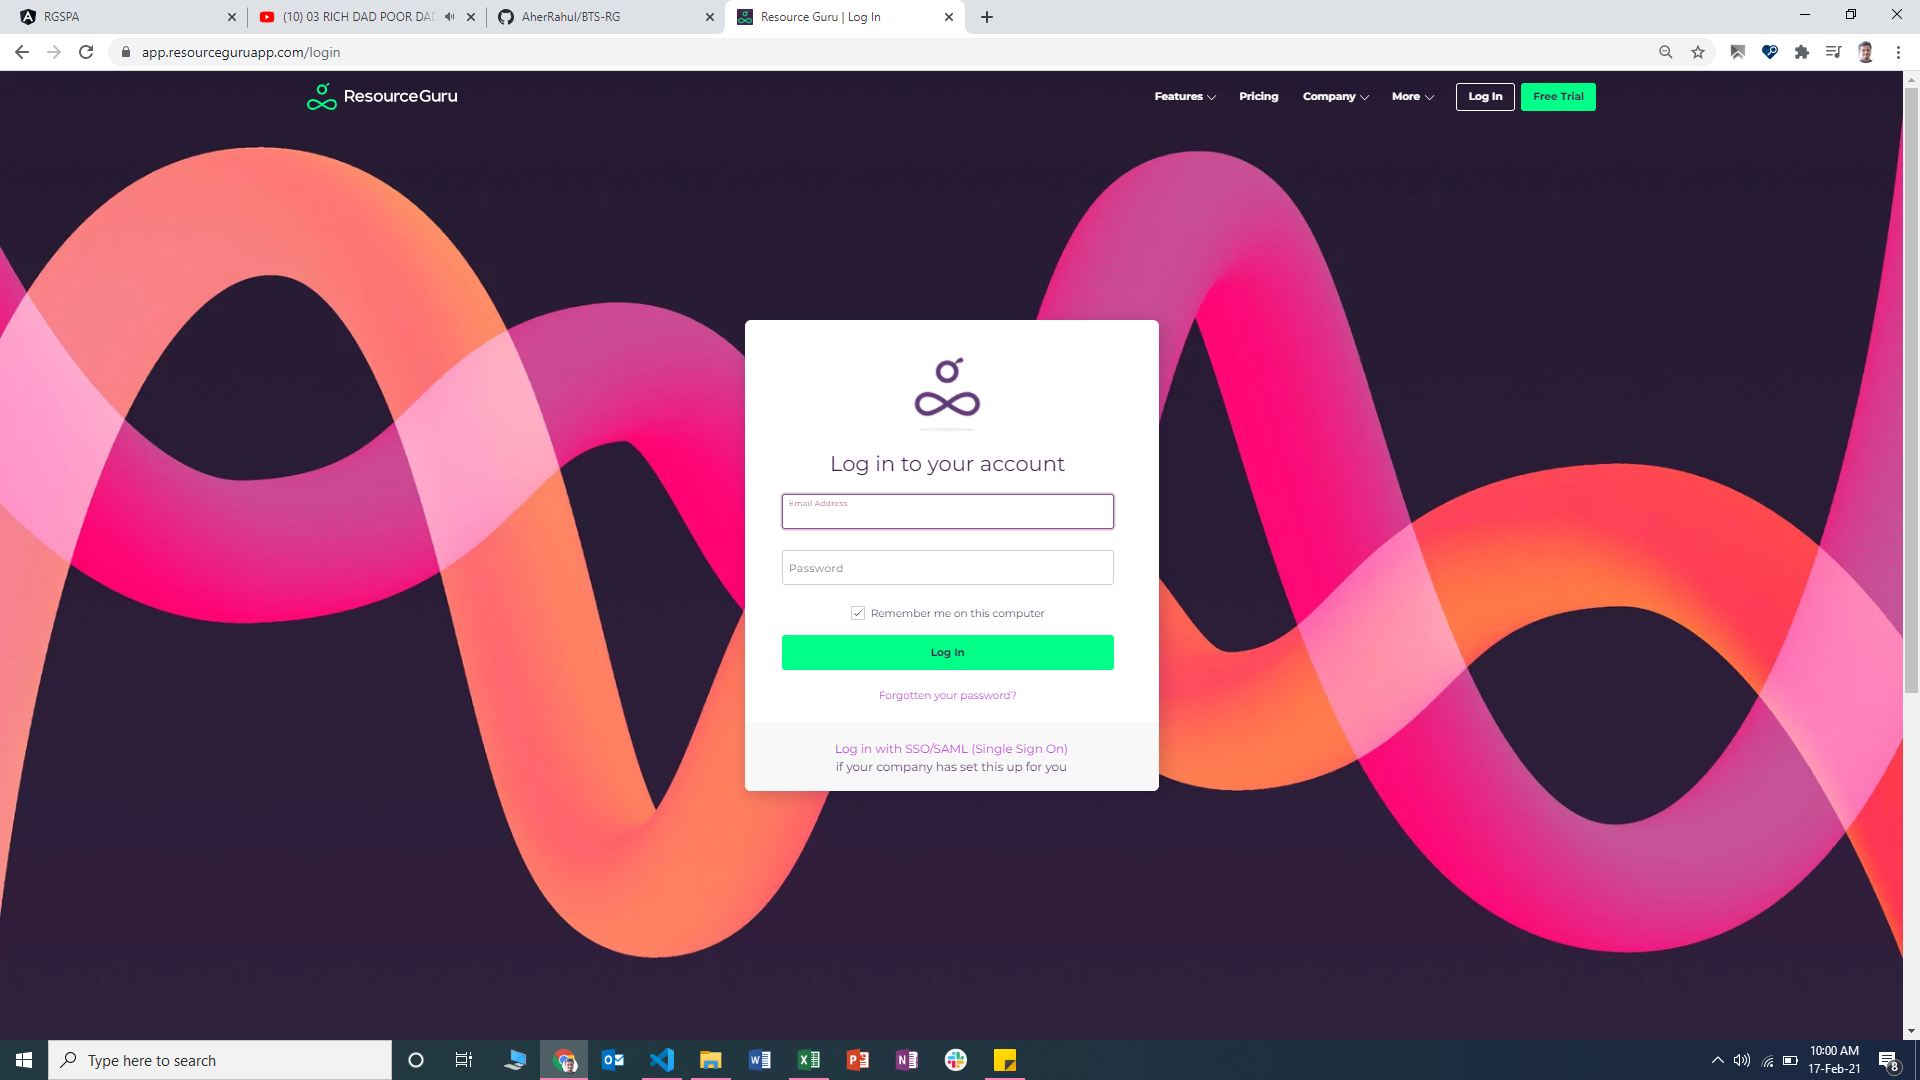 RGSPA
(10) 03 RICH DAD POOR DAD
AherRahul/BTS-RG
Resource Guru | Log In
app.resourceguruapp.com/login
ResourceGuru
Features
Pricing
Company
More
Log In
Free Trial
Log in to your account
Email Address
Password
Remember me on this computer
Log In
Forgotten your password?
Log in with SSO/SAML (Single Sign On)
if your company has set this up for you
Type here to search
10:00 AM
17-Feb-21
8